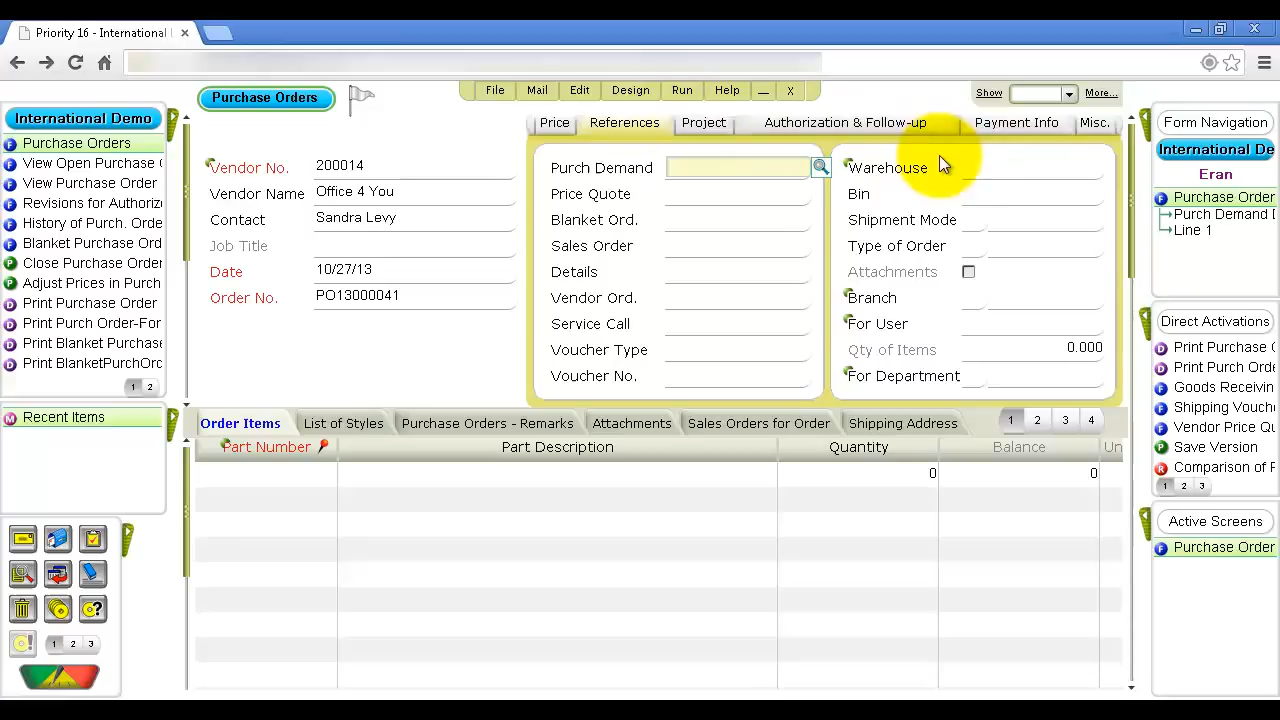 Priority 16 - International
Purchase Orders
File Mail Edit Design Run Help _ X
Show More...
International Demo
Purchase Orders
View Open Purchase
View Purchase Order
Revisions for Authoriz
History of Purch. Orde
Blanket Purchase Ord
Close Purchase Order
Adjust Prices in Purch
Print Purchase Order
Print Purch Order-For
Print Blanket Purchas
Print BlanketPurchOrd
1 2
Recent Items
1 2 3
Vendor No. 200014
Vendor Name Office 4 You
Contact Sandra Levy
Job Title
Date 10/27/13
Order No. PO13000041
Price References Project Authorization & Follow-up Payment Info Misc.
Purch Demand
Price Quote
Blanket Ord.
Sales Order
Details
Vendor Ord.
Service Call
Voucher Type
Voucher No.
Warehouse
Bin
Shipment Mode
Type of Order
Attachments
Branch
For User
Qty of Items 0.000
For Department
Order Items List of Styles Purchase Orders - Remarks Attachments Sales Orders for Order Shipping Address 1 2 3 4
Part Number Part Description Quantity Balance Un
0 0
Form Navigation
International De
Eran
Purchase Order
Purch Demand D
Line 1
Direct Activations
Print Purchase O
Print Purch Orde
Goods Receiving
Shipping Vouche
Vendor Price Qu
Save Version
Comparison of P
1 2 3
Active Screens
Purchase Order